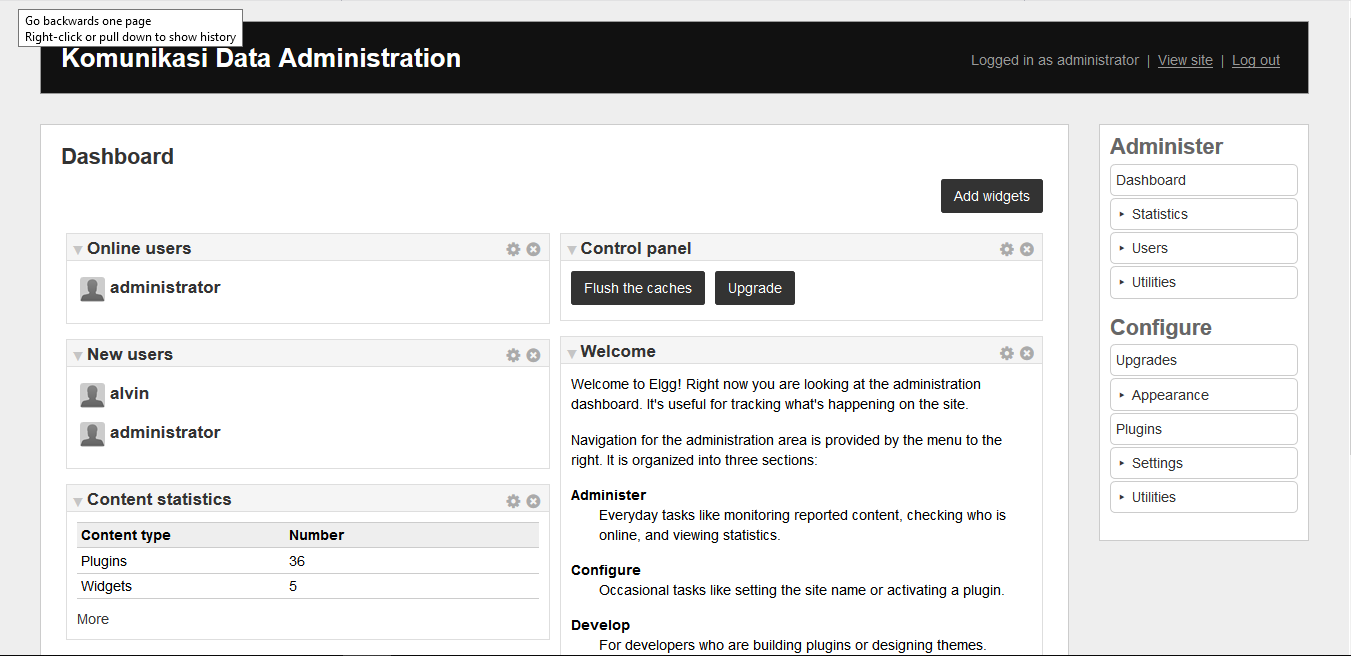 Go backwards one page
Right-click or pull down to show history
Komunikasi Data Administration
Logged in as administrator | View site | Log out
Dashboard
Add widgets
Online users
administrator
New users
alvin
administrator
Content statistics
Content type Number
Plugins 36
Widgets 5
More
Control panel
Flush the caches Upgrade
Welcome
Welcome to Elgg! Right now you are looking at the administration
dashboard. It's useful for tracking what's happening on the site.
Navigation for the administration area is provided by the menu to the
right. It is organized into three sections:
Administer
Everyday tasks like monitoring reported content, checking who is
online, and viewing statistics.
Configure
Occasional tasks like setting the site name or activating a plugin.
Develop
For developers who are building plugins or designing themes.
Administer
Dashboard
Statistics
Users
Utilities
Configure
Upgrades
Appearance
Plugins
Settings
Utilities